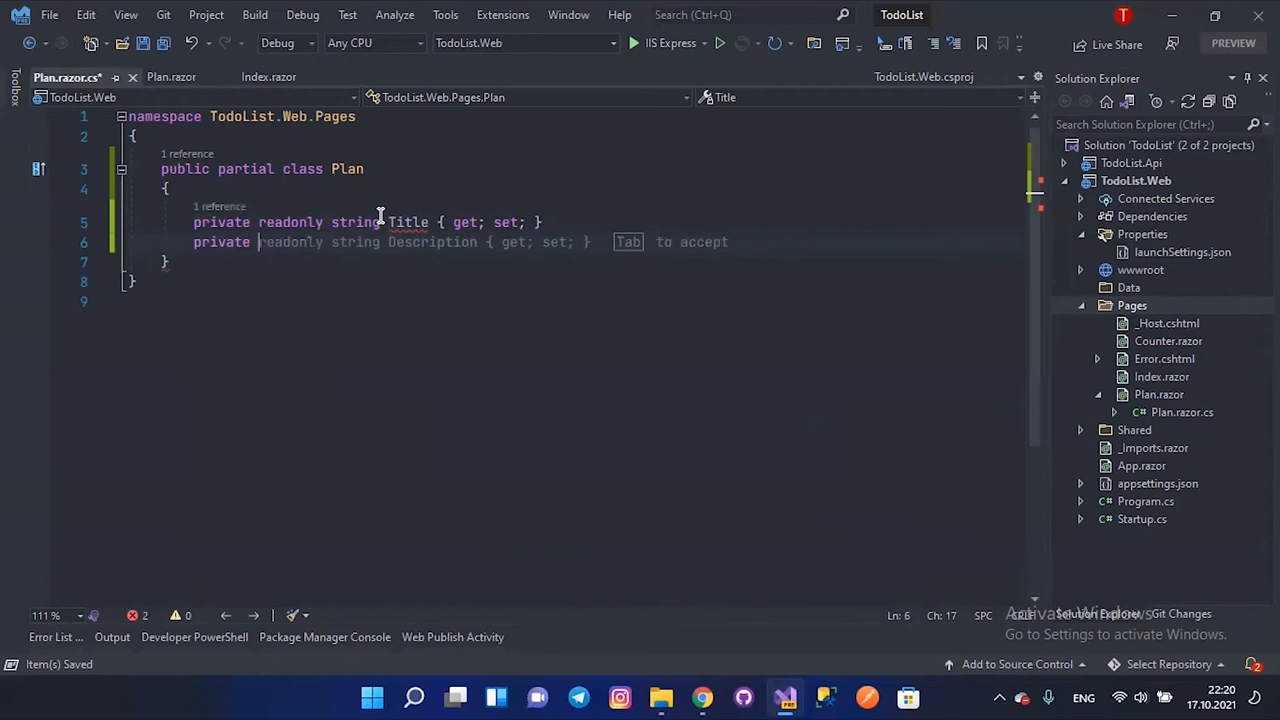 File Edit View Git Project Build Debug Test Analyze Tools Extensions Window Help Search (Ctrl+Q) TodoList T
Debug Any CPU TodoList.Web IIS Express Live Share PREVIEW
Toolbox
Plan.razor.cs* Plan.razor Index.razor TodoList.Web.csproj
TodoList.Web TodoList.Web.Pages.Plan Title
1 namespace TodoList.Web.Pages
2 {
1 reference
3 public partial class Plan
4 {
1 reference
5 private readonly string Title { get; set; }
6 private readonly string Description { get; set; } Tab to accept
7 }
8 }
9
111 % 2 0 Ln: 6 Ch: 17 SPC CRLF
Error List ... Output Developer PowerShell Package Manager Console Web Publish Activity
Solution Explorer
Search Solution Explorer (Ctrl+;)
Solution 'TodoList' (2 of 2 projects)
TodoList.Api
TodoList.Web
Connected Services
Dependencies
Properties
launchSettings.json
wwwroot
Data
Pages
_Host.cshtml
Counter.razor
Error.cshtml
Index.razor
Plan.razor
C# Plan.razor.cs
Shared
_Imports.razor
App.razor
appsettings.json
C# Program.cs
C# Startup.cs
Solution Explorer Git Changes
Activate Windows
Go to Settings to activate Windows.
Item(s) Saved Add to Source Control Select Repository 2
PRE ENG 22:20
17.10.2021